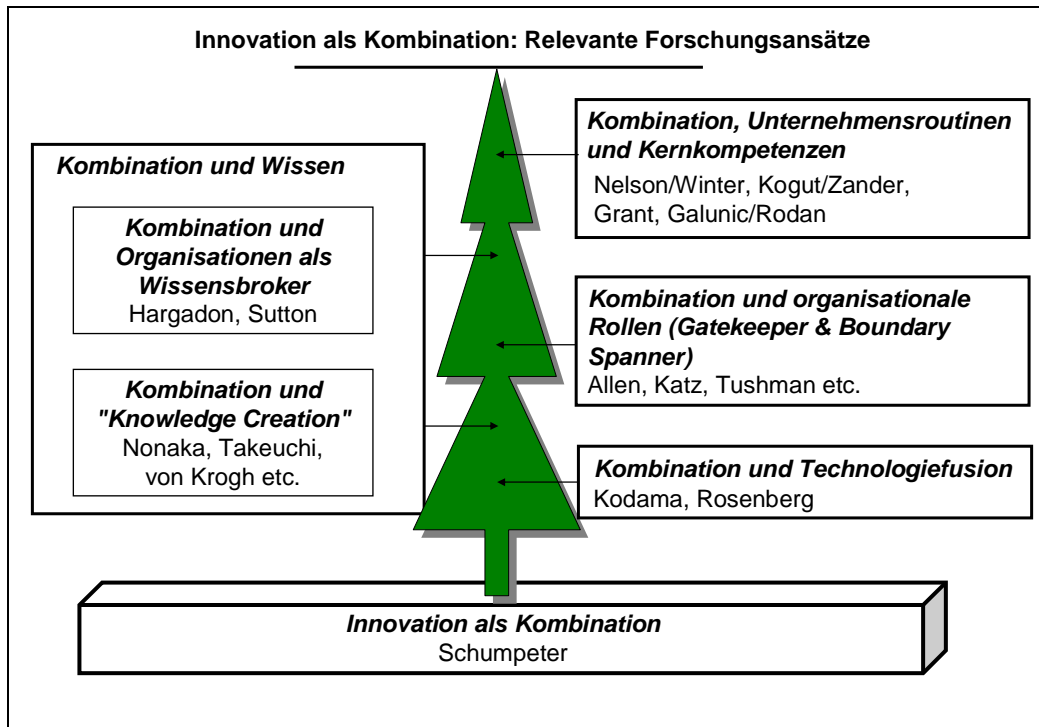 Innovation als Kombination: Relevante Forschungsansätze
Kombination und Wissen
Kombination und
Organisationen als
Wissensbroker
Hargadon, Sutton
Kombination und
"Knowledge Creation"
Nonaka, Takeuchi,
von Krogh etc.
Kombination, Unternehmensroutinen
und Kernkompetenzen
Nelson/Winter, Kogut/Zander,
Grant, Galunic/Rodan
Kombination und organisationale
Rollen (Gatekeeper & Boundary
Spanner)
Allen, Katz, Tushman etc.
Kombination und Technologiefusion
Kodama, Rosenberg
Innovation als Kombination
Schumpeter